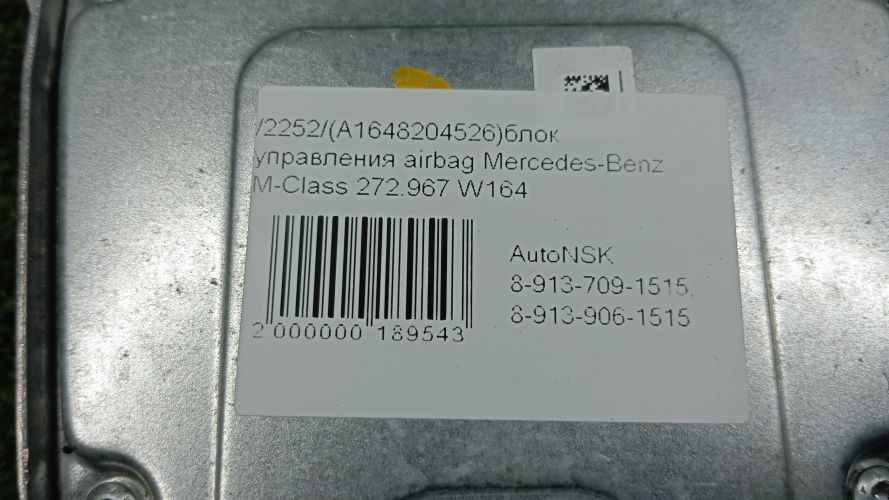 /2252/(A1648204526)блок
управления airbag Mercedes-Benz
M-Class 272.967 W164
AutoNSK
8-913-709-1515,
8-913-906-1515
2 000000 189543